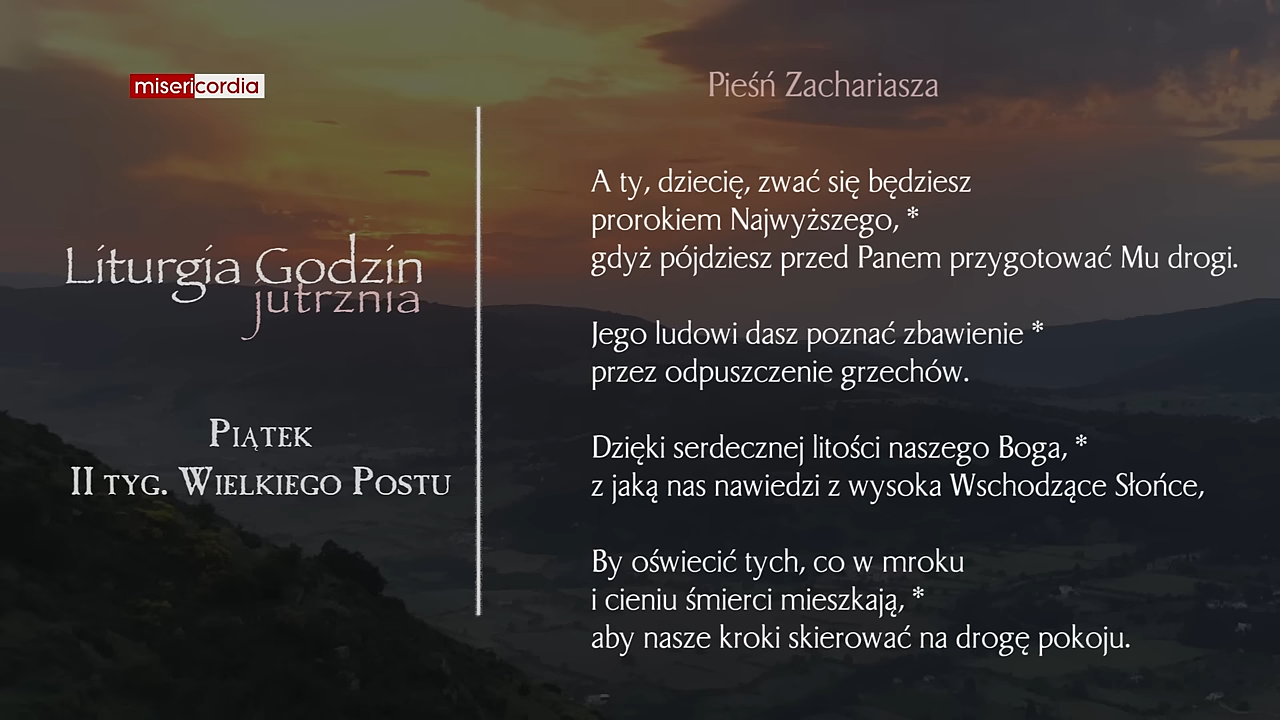 misericordia
Liturgia Godzin
jutrznia
Piątek
II tyg. Wielkiego Postu
Pieśń Zachariasza
A ty, dziecię, zwać się będziesz
prorokiem Najwyższego, *
gdyż pójdziesz przed Panem przygotować Mu drogi.
Jego ludowi dasz poznać zbawienie *
przez odpuszczenie grzechów.
Dzięki serdecznej litości naszego Boga, *
z jaką nas nawiedzi z wysoka Wschodzące Słońce,
By oświecić tych, co w mroku
i cieniu śmierci mieszkają, *
aby nasze kroki skierować na drogę pokoju.